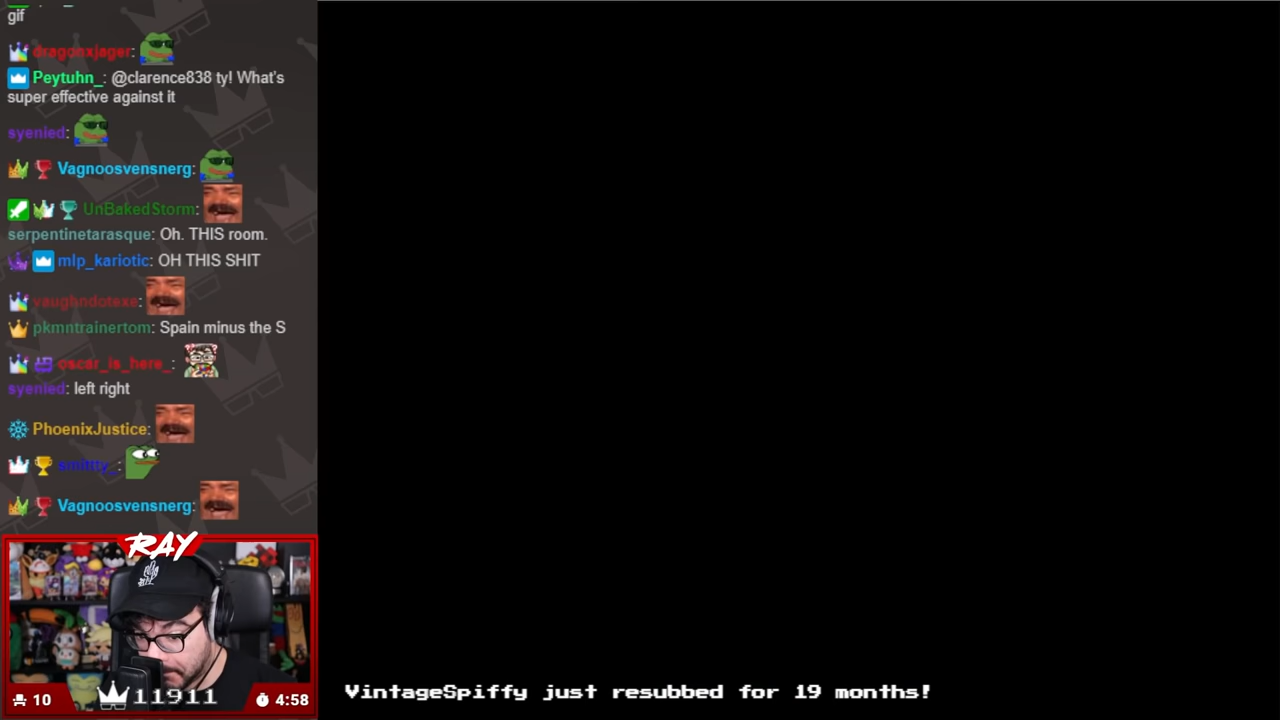 gif
dragonxjager:
Peytuhn_: @clarence838 ty! What's
super effective against it
syenied:
Vagnoosvensnerg:
UnBakedStorm:
serpentinetarasque: Oh. THIS room.
mlp_kariotic: OH THIS SHIT
vaughndotexe:
pkmntrainertom: Spain minus the S
oscar_is_here_:
syenied: left right
PhoenixJustice:
smittty_:
Vagnoosvensnerg:
RAY
10 11911 4:58
VintageSpiffy just resubbed for 19 months!